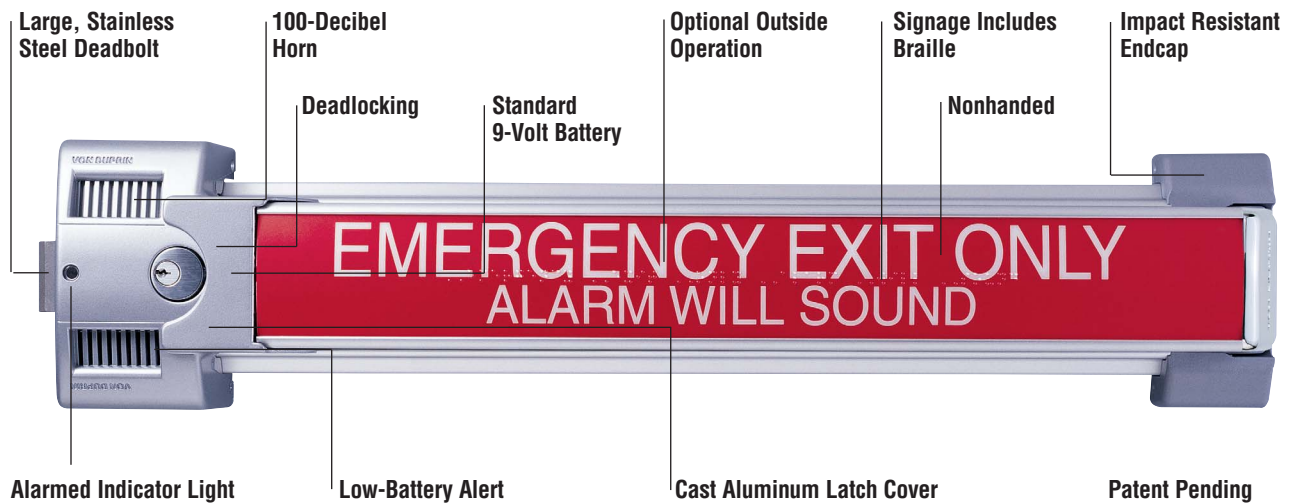 Large, Stainless
Steel Deadbolt
100-Decibel
Horn
Optional Outside
Operation
Signage Includes
Braille
Impact Resistant
Endcap
Deadlocking
Standard
9-Volt Battery
Nonhanded
VON DUPRIN
EMERGENCY EXIT ONLY
ALARM WILL SOUND
VON DUPRIN
Alarmed Indicator Light
Low-Battery Alert
Cast Aluminum Latch Cover
Patent Pending